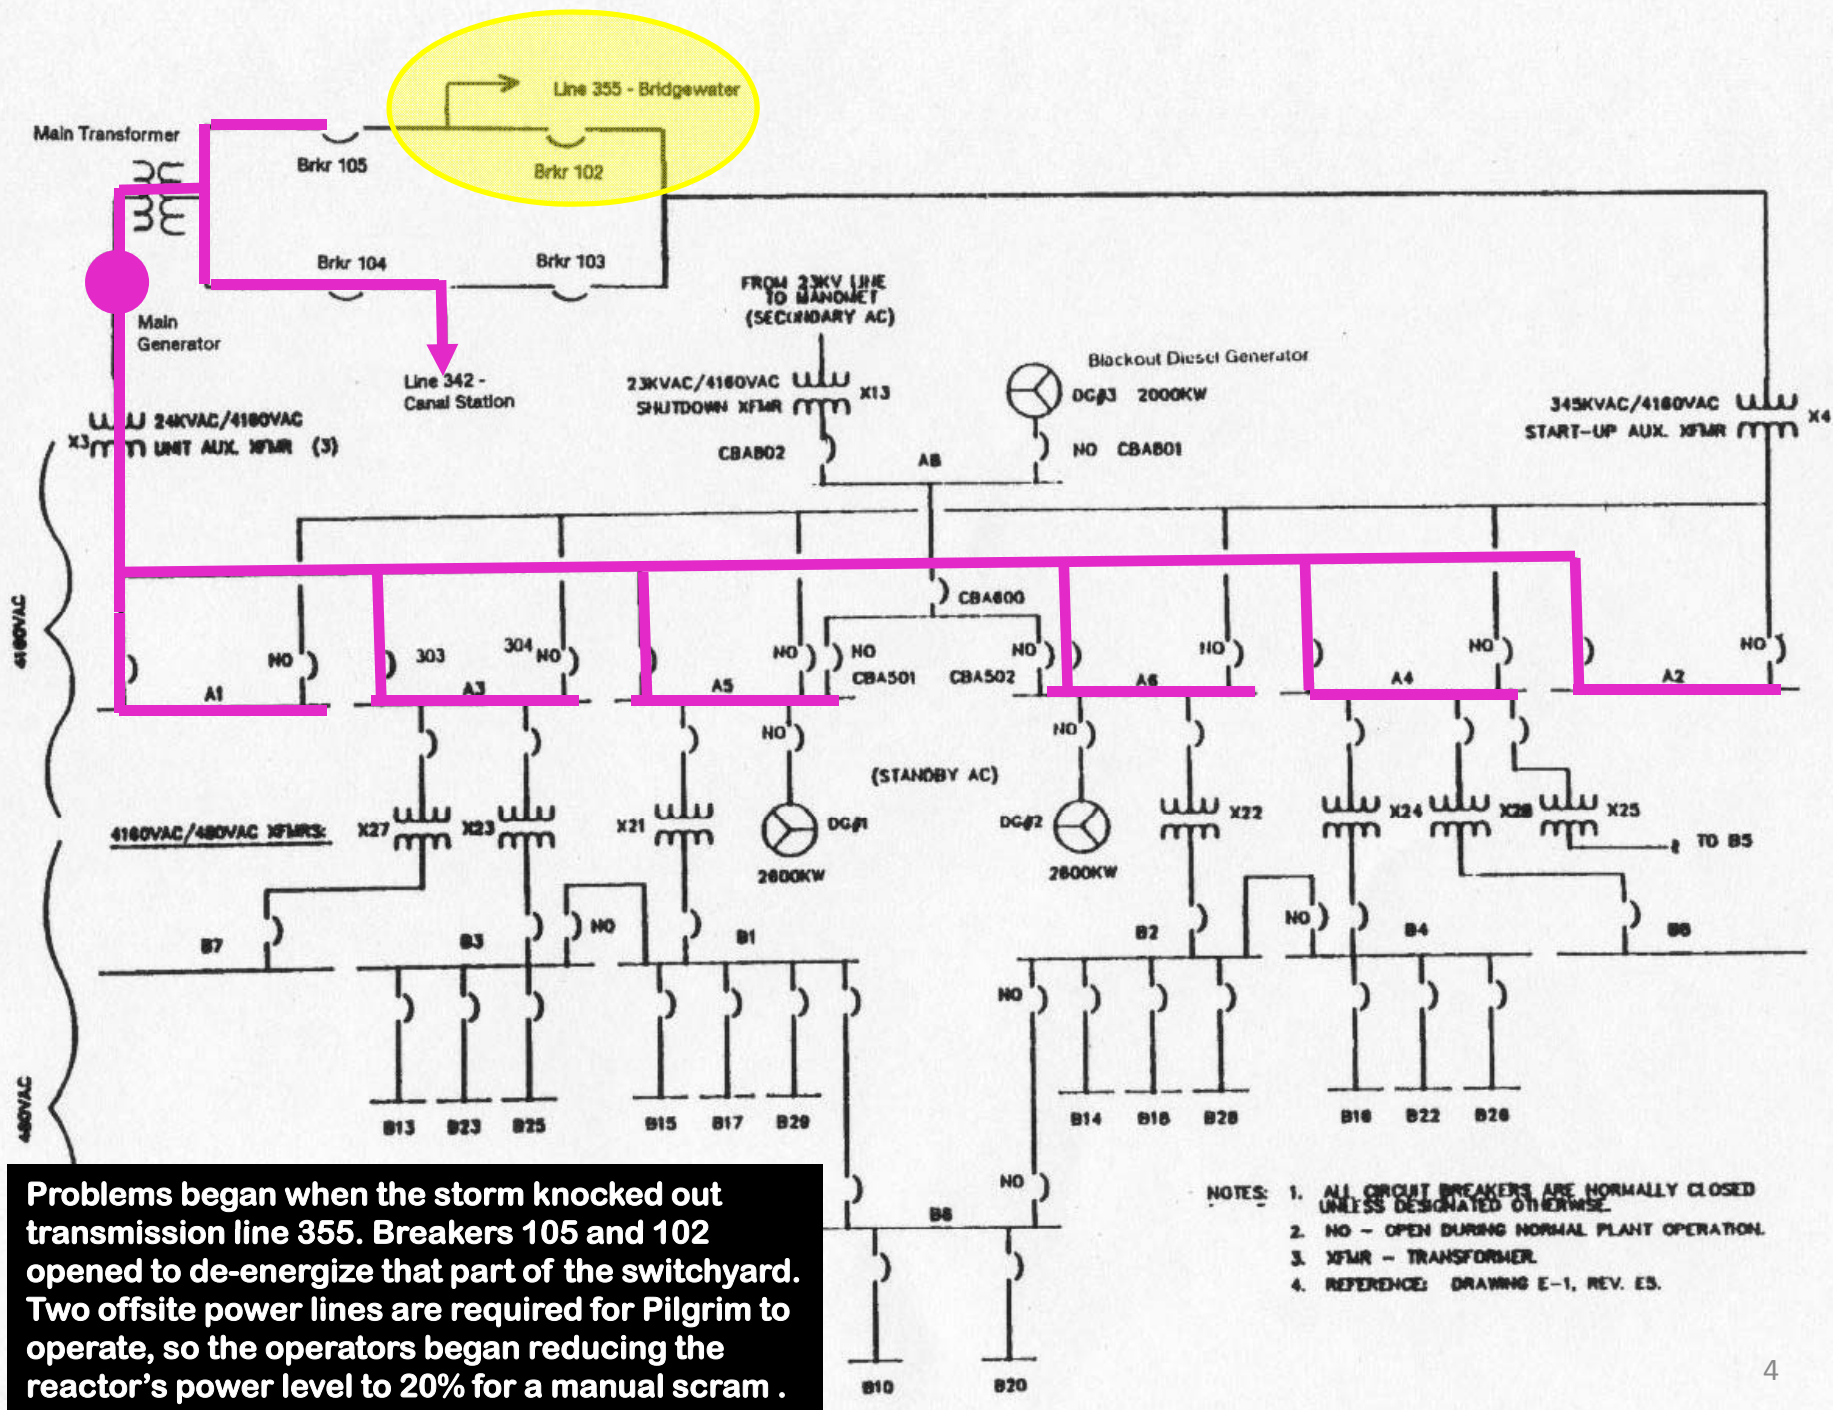 Line 355 - Bridgewater
Main Transformer
Brkr 105
Brkr 102
Brkr 104
Brkr 103
FROM 23KV LINE
TO MANOMET
(SECONDARY AC)
Main
Generator
Line 342 -
Canal Station
23KVAC/4160VAC
SHUTDOWN XFMR
X13
Blackout Diesel Generator
DG#3 2000KW
345KVAC/4160VAC
START-UP AUX. XFMR
X4
X3
24KVAC/4160VAC
UNIT AUX. XFMR (3)
CBA802
A8
NO CBA801
4160VAC
CBA600
NO
303
304
NO
NO
NO
CBA501
NO
CBA502
NO
NO
NO
A1
A3
A5
A6
A4
A2
NO
NO
(STANDBY AC)
4160VAC/480VAC XFMRS:
X27
X23
X21
DG#1
2600KW
DG#2
2600KW
X22
X24
X25
TO B5
B7
B3
NO
B1
B2
NO
B4
NO
480VAC
B13
B23
B25
B15
B17
B29
B14
B18
B28
B22
B26
NO
B6
B10
B20
NOTES: 1. ALL CIRCUIT BREAKERS ARE NORMALLY CLOSED
UNLESS DESIGNATED OTHERWISE.
2. NO - OPEN DURING NORMAL PLANT OPERATION.
3. XFMR - TRANSFORMER.
4. REFERENCE: DRAWING E-1, REV. E5.
Problems began when the storm knocked out
transmission line 355. Breakers 105 and 102
opened to de-energize that part of the switchyard.
Two offsite power lines are required for Pilgrim to
operate, so the operators began reducing the
reactor's power level to 20% for a manual scram .
4